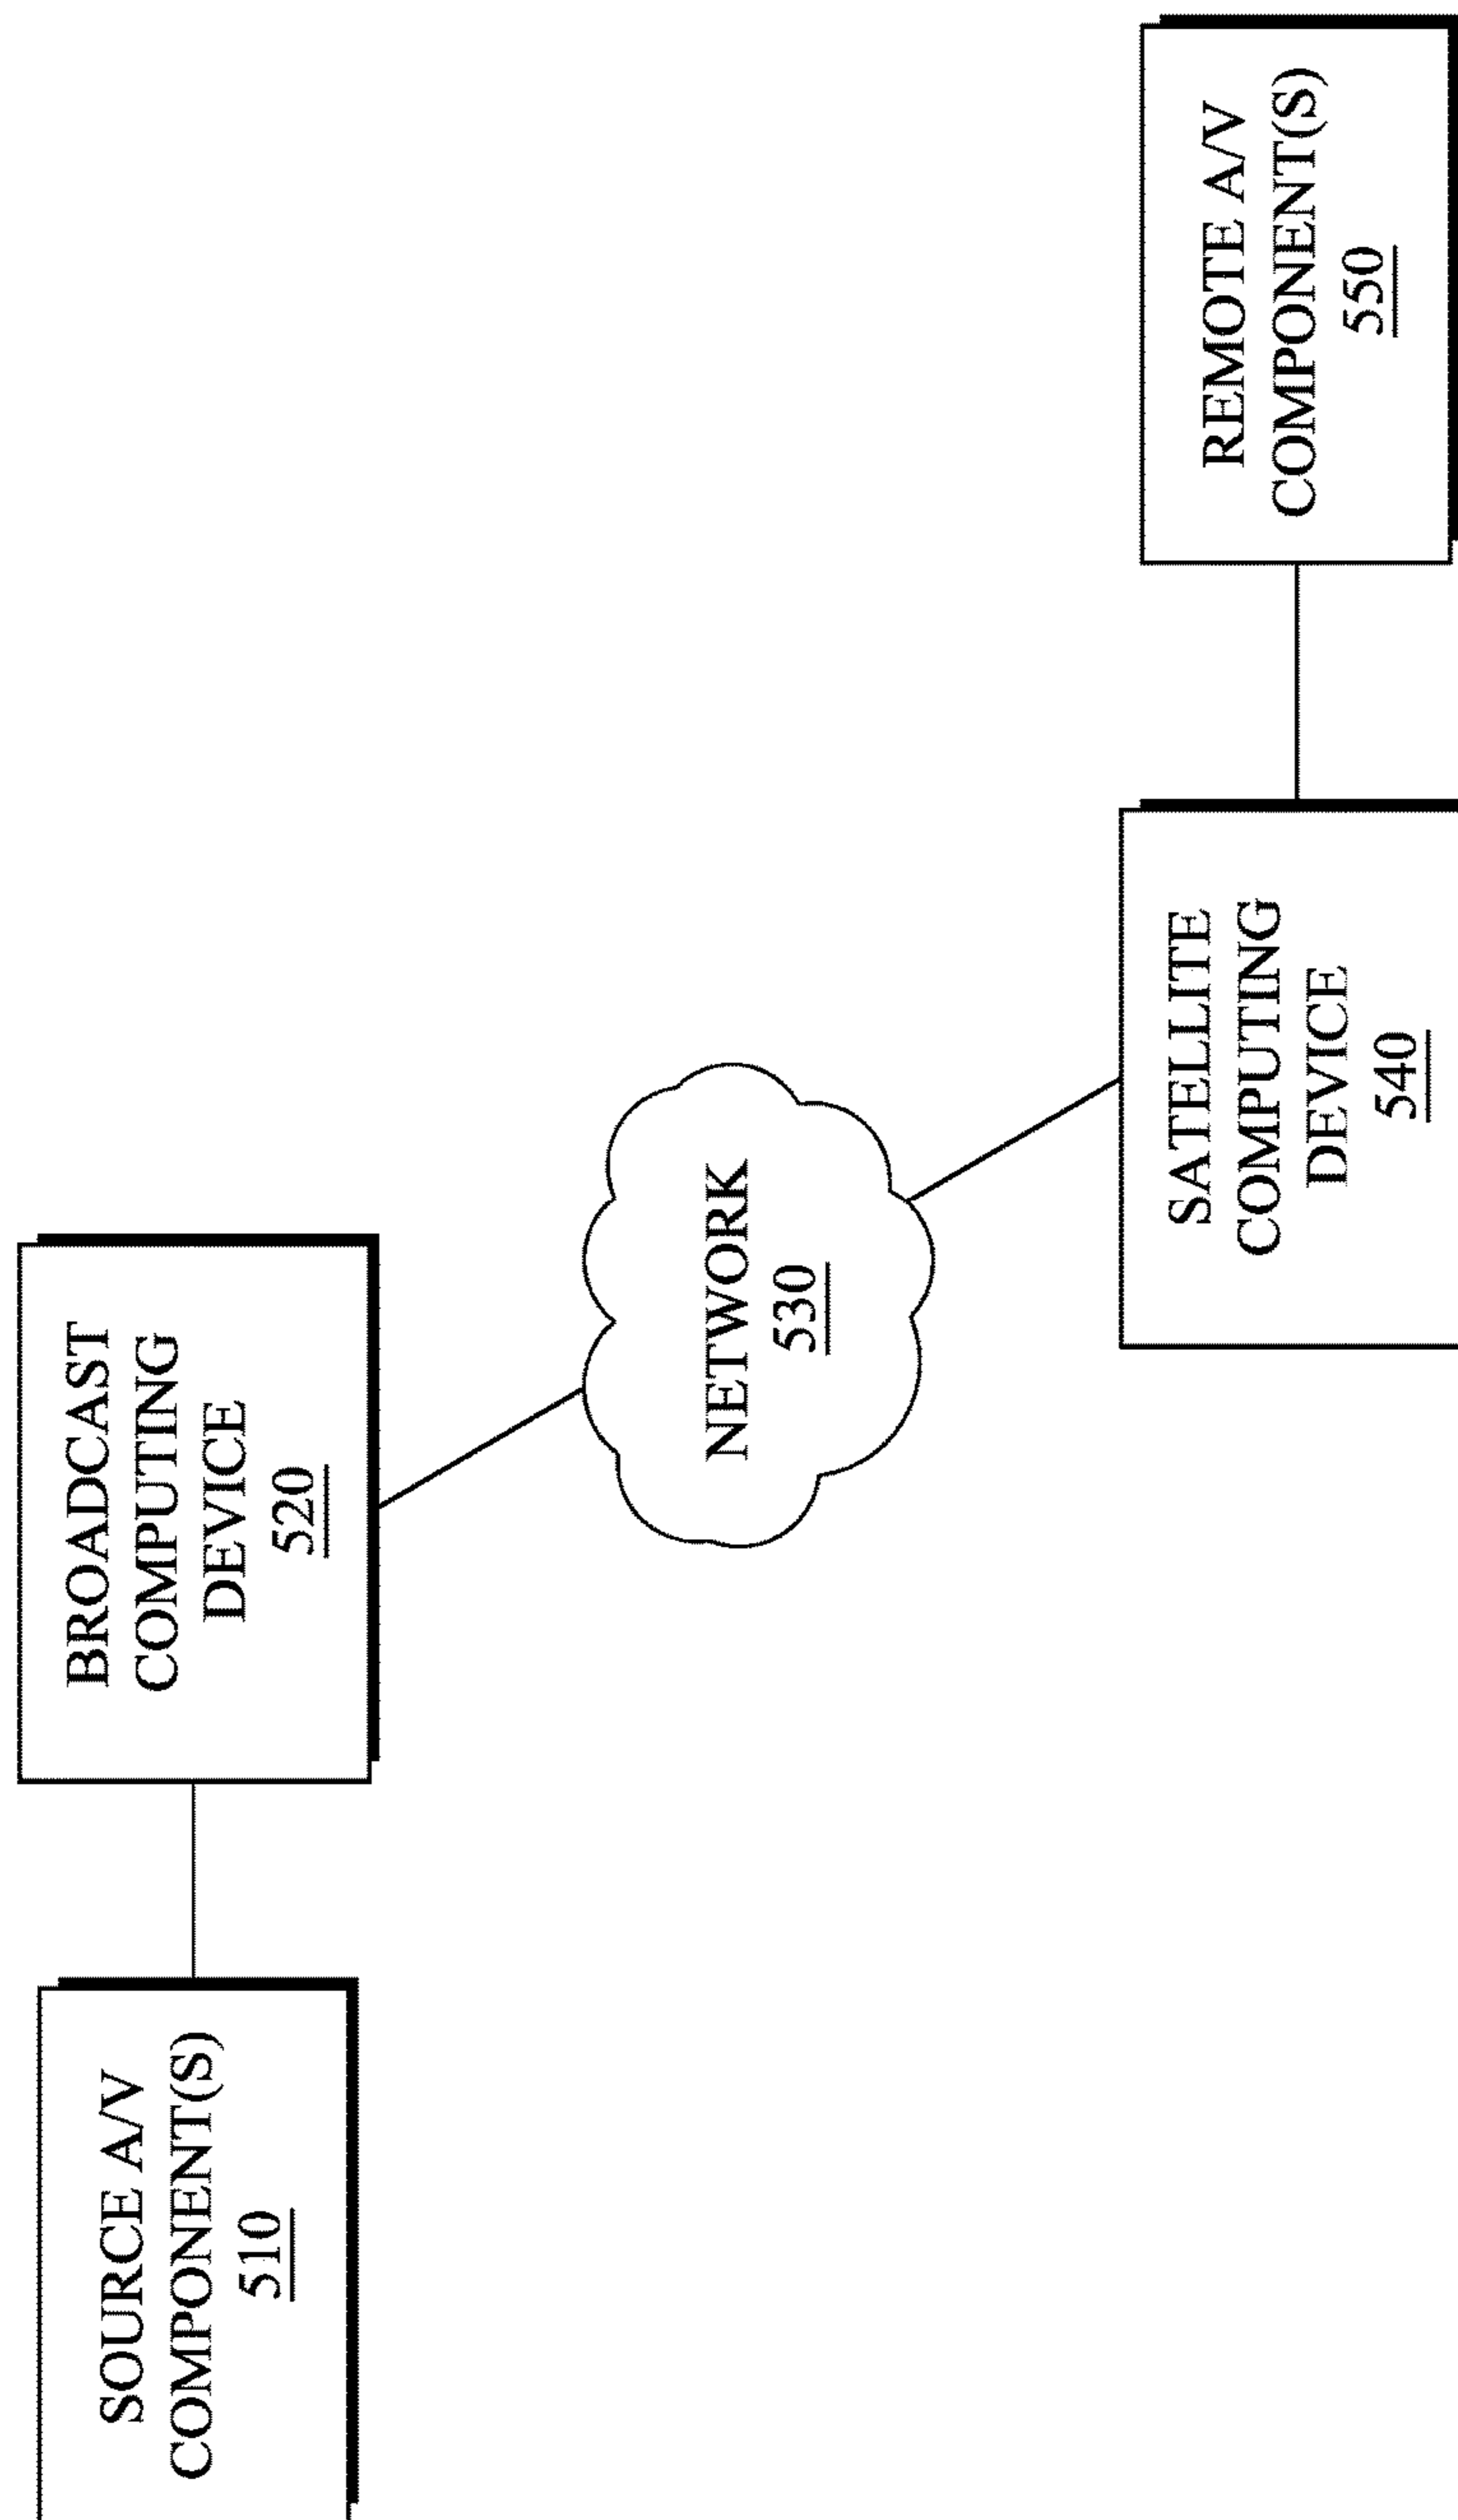 SOURCE A/V
COMPONENT(S)
510
BROADCAST
COMPUTING
DEVICE
520
NETWORK
530
SATELLITE
COMPUTING
DEVICE
540
REMOTE A/V
COMPONENT(S)
550